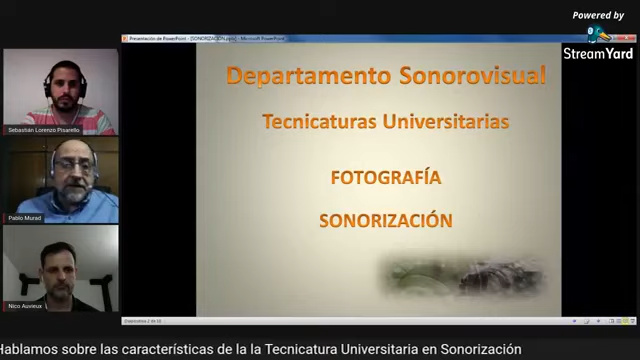 Powered by
StreamYard
Presentación de PowerPoint - [SONORIZACIÓN.pptx] - Microsoft PowerPoint
Sebastián Lorenzo Pisarello
Pablo Murad
Nico Auvieux
Departamento Sonorovisual
Tecnicaturas Universitarias
FOTOGRAFÍA
SONORIZACIÓN
Hablamos sobre las características de la la Tecnicatura Universitaria en Sonorización